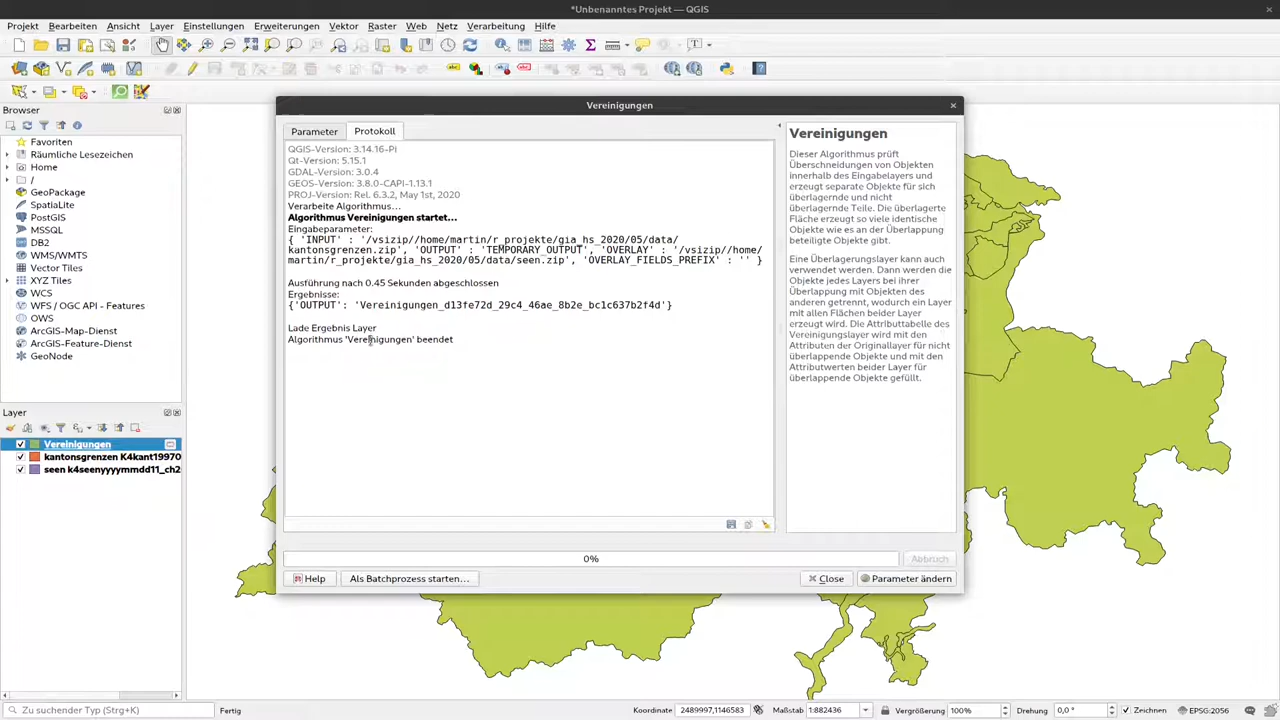 *Unbenanntes Projekt — QGIS
Projekt Bearbeiten Ansicht Layer Einstellungen Erweiterungen Vektor Raster Web Netz Verarbeitung Hilfe
Browser
Favoriten
Räumliche Lesezeichen
Home
/
GeoPackage
SpatiaLite
PostGIS
MSSQL
DB2
WMS/WMTS
Vector Tiles
XYZ Tiles
WCS
WFS / OGC API - Features
OWS
ArcGIS-Map-Dienst
ArcGIS-Feature-Dienst
GeoNode
Layer
Vereinigungen
kantonsgrenzen K4kant19970
seen k4seenyyyymmdd11_ch2
Vereinigungen
Parameter Protokoll
QGIS-Version: 3.14.16-Pi
Qt-Version: 5.15.1
GDAL-Version: 3.0.4
GEOS-Version: 3.8.0-CAPI-1.13.1
PROJ-Version: Rel. 6.3.2, May 1st, 2020
Verarbeite Algorithmus…
Algorithmus Vereinigungen startet…
Eingabeparameter:
{ 'INPUT' : '/vsizip//home/martin/r_projekte/gia_hs_2020/05/data/
kantonsgrenzen.zip', 'OUTPUT' : 'TEMPORARY_OUTPUT', 'OVERLAY' : '/vsizip//home/
martin/r_projekte/gia_hs_2020/05/data/seen.zip', 'OVERLAY_FIELDS_PREFIX' : '' }
Ausführung nach 0.45 Sekunden abgeschlossen
Ergebnisse:
{'OUTPUT': 'Vereinigungen_d13fe72d_29c4_46ae_8b2e_bc1c637b2f4d'}
Lade Ergebnis Layer
Algorithmus 'Vereinigungen' beendet
Vereinigungen
Dieser Algorithmus prüft
Überschneidungen von Objekten
innerhalb des Eingabelayers und
erzeugt separate Objekte für sich
überlagernde und nicht
überlagernde Teile. Die überlagerte
Fläche erzeugt so viele identische
Objekte wie es an der Überlappung
beteiligte Objekte gibt.
Eine Überlagerungslayer kann auch
verwendet werden. Dann werden die
Objekte jedes Layers bei ihrer
Überlappung mit Objekten des
anderen getrennt, wodurch ein Layer
mit allen Flächen beider Layer
erzeugt wird. Die Attributtabelle des
Vereinigungslayer wird mit den
Attributen der Originallayer für nicht
überlappende Objekte und mit den
Attributwerten beider Layer für
überlappende Objekte gefüllt.
0% Abbruch
Help Als Batchprozess starten… Close Parameter ändern
Zu suchender Typ (Strg+K) Fertig Koordinate 2489997,1146583 Maßstab 1:882436 Vergrößerung 100% Drehung 0,0 ° Zeichnen EPSG:2056